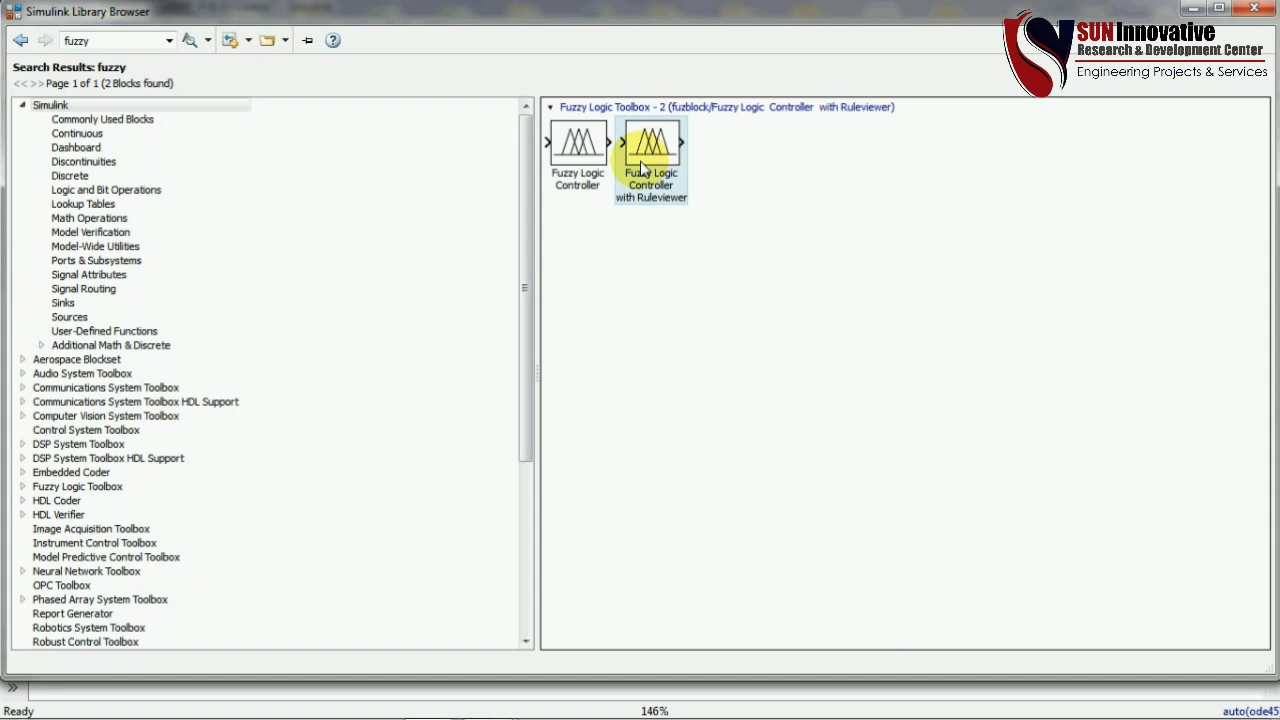 Simulink Library Browser
fuzzy
Search Results: fuzzy
<< >> Page 1 of 1 (2 Blocks found)
Simulink
Commonly Used Blocks
Continuous
Dashboard
Discontinuities
Discrete
Logic and Bit Operations
Lookup Tables
Math Operations
Model Verification
Model-Wide Utilities
Ports & Subsystems
Signal Attributes
Signal Routing
Sinks
Sources
User-Defined Functions
Additional Math & Discrete
Aerospace Blockset
Audio System Toolbox
Communications System Toolbox
Communications System Toolbox HDL Support
Computer Vision System Toolbox
Control System Toolbox
DSP System Toolbox
DSP System Toolbox HDL Support
Embedded Coder
Fuzzy Logic Toolbox
HDL Coder
HDL Verifier
Image Acquisition Toolbox
Instrument Control Toolbox
Model Predictive Control Toolbox
Neural Network Toolbox
OPC Toolbox
Phased Array System Toolbox
Report Generator
Robotics System Toolbox
Robust Control Toolbox
Fuzzy Logic Toolbox - 2 (fuzblock/Fuzzy Logic Controller with Ruleviewer)
Fuzzy Logic
Controller
Fuzzy Logic
Controller
with Ruleviewer
SUN Innovative
Research & Development Center
Engineering Projects & Services
Ready
146%
auto(ode45